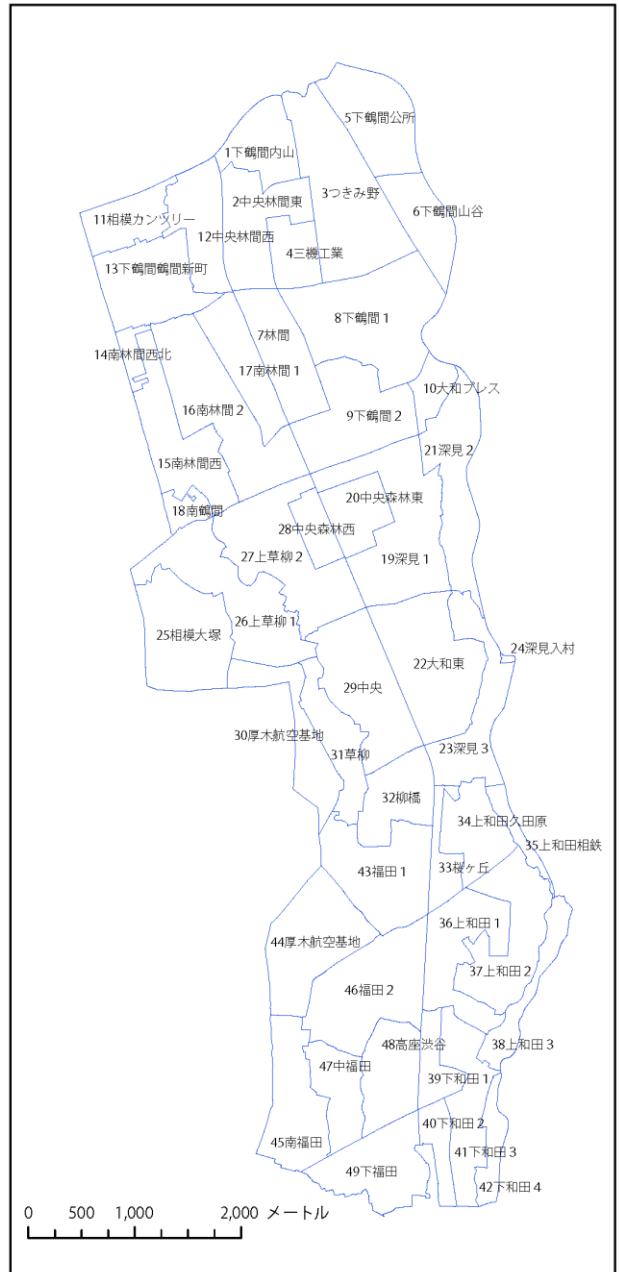 5下鶴間公所
1下鶴間内山
3つきみ野
2中央林間東
6下鶴間山谷
11相模カンツリー
12中央林間西
4三機工業
13下鶴間鶴間新町
8下鶴間1
7林間
14南林間西北
17南林間1
10大和プレス
16南林間2
9下鶴間2
21深見2
15南林間西
20中央森林東
18南鶴間
28中央森林西
27上草柳2
19深見1
26上草柳1
25相模大塚
24深見入村
22大和東
29中央
30厚木航空基地
23深見3
31草柳
32柳橋
34上和田久田原
35上和田相鉄
33桜ヶ丘
43福田1
36上和田1
44厚木航空基地
37上和田2
46福田2
48高座渋谷
38上和田3
47中福田
39下和田1
40下和田2
45南福田
41下和田3
49下福田
42下和田4
0 500 1,000 2,000 メートル